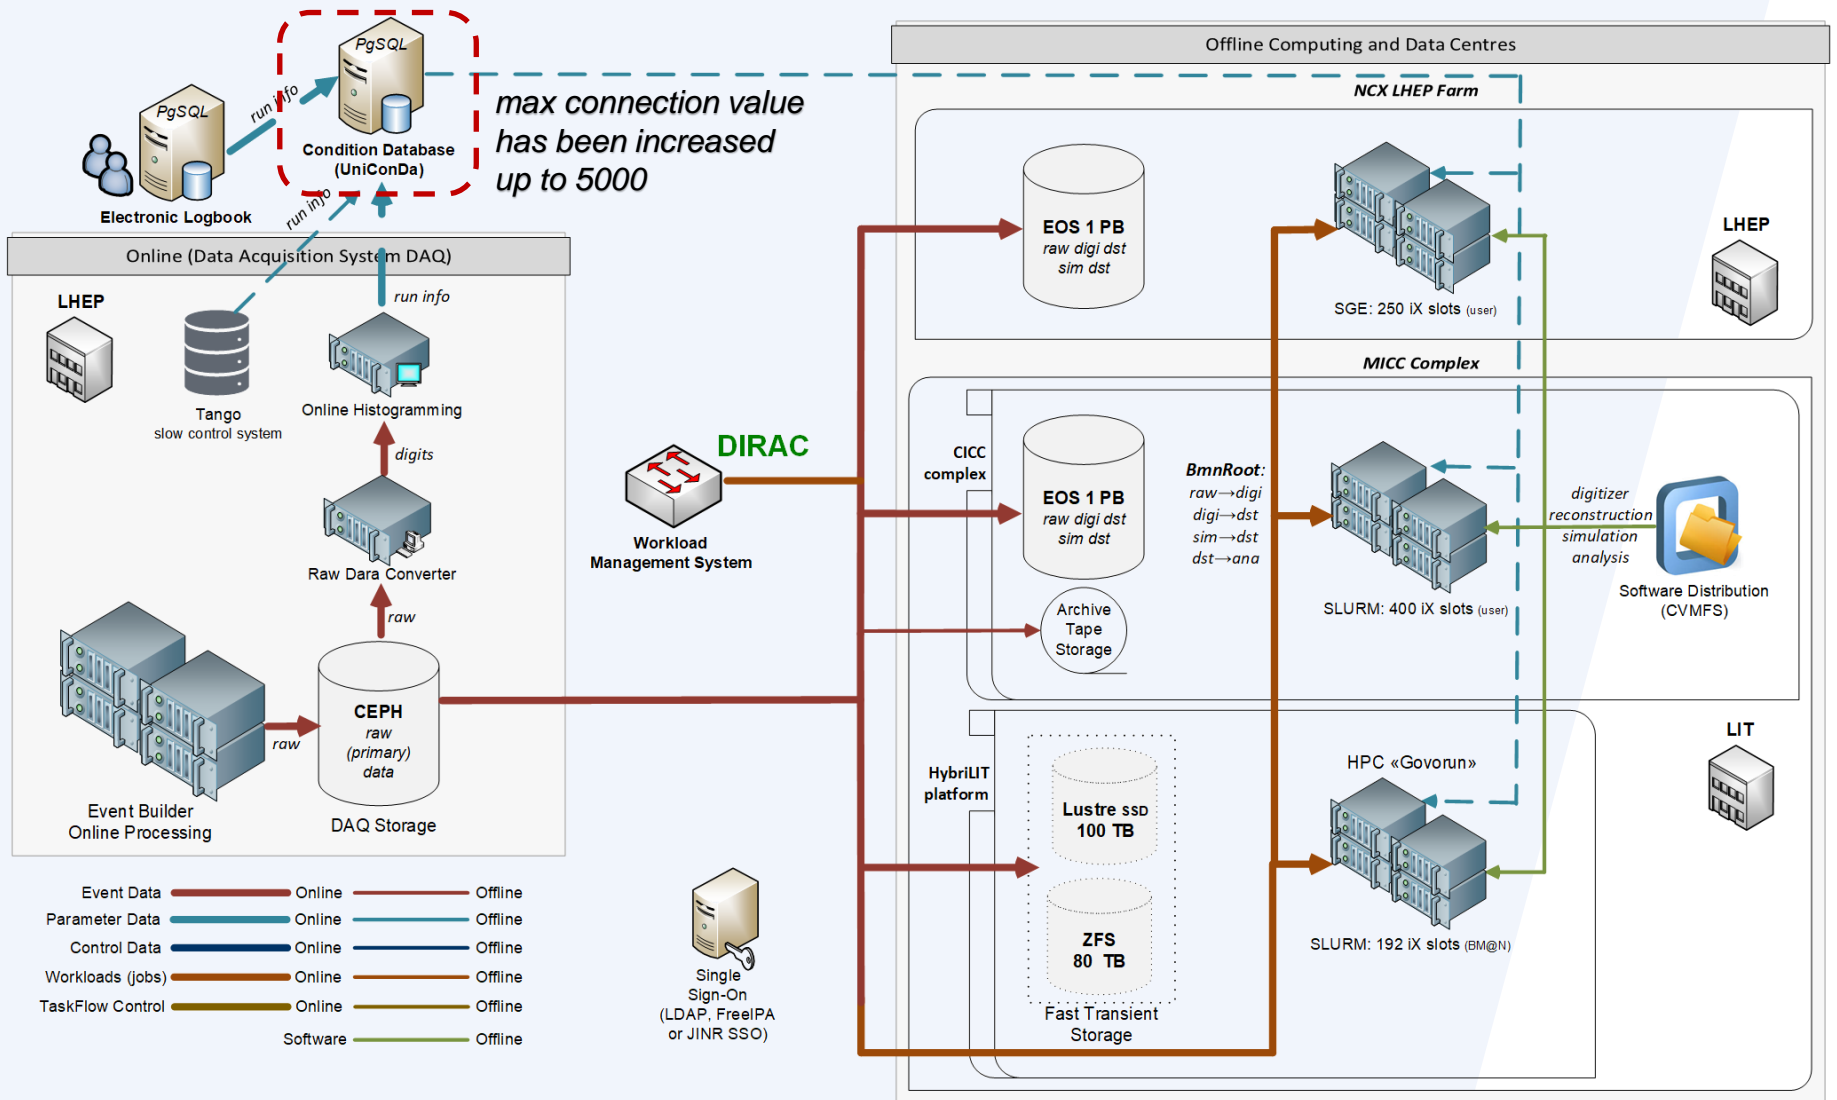 PgSQL
PgSQL
run info
Condition Database
(UniConDa)
Electronic Logbook
run info
max connection value
has been increased
up to 5000
Online (Data Acquisition System DAQ)
LHEP
run info
Tango
slow control system
Online Histogramming
digits
Raw Dara Converter
raw
CEPH
raw
(primary)
data
raw
Event Builder
Online Processing
DAQ Storage
DIRAC
Workload
Management System
Single
Sign-On
(LDAP, FreeIPA
or JINR SSO)
Event Data Online Offline
Parameter Data Online Offline
Control Data Online Offline
Workloads (jobs) Online Offline
TaskFlow Control Online Offline
Software Offline
Offline Computing and Data Centres
NCX LHEP Farm
EOS 1 PB
raw digi dst
sim dst
SGE: 250 iX slots (user)
LHEP
MICC Complex
CICC
complex
EOS 1 PB
raw digi dst
sim dst
Archive
Tape
Storage
BmnRoot:
raw→digi
digi→dst
sim→dst
dst→ana
SLURM: 400 iX slots (user)
digitizer
reconstruction
simulation
analysis
Software Distribution
(CVMFS)
HybriLIT
platform
Lustre SSD
100 TB
ZFS
80 TB
Fast Transient
Storage
HPC «Govorun»
SLURM: 192 iX slots (BM@N)
LIT